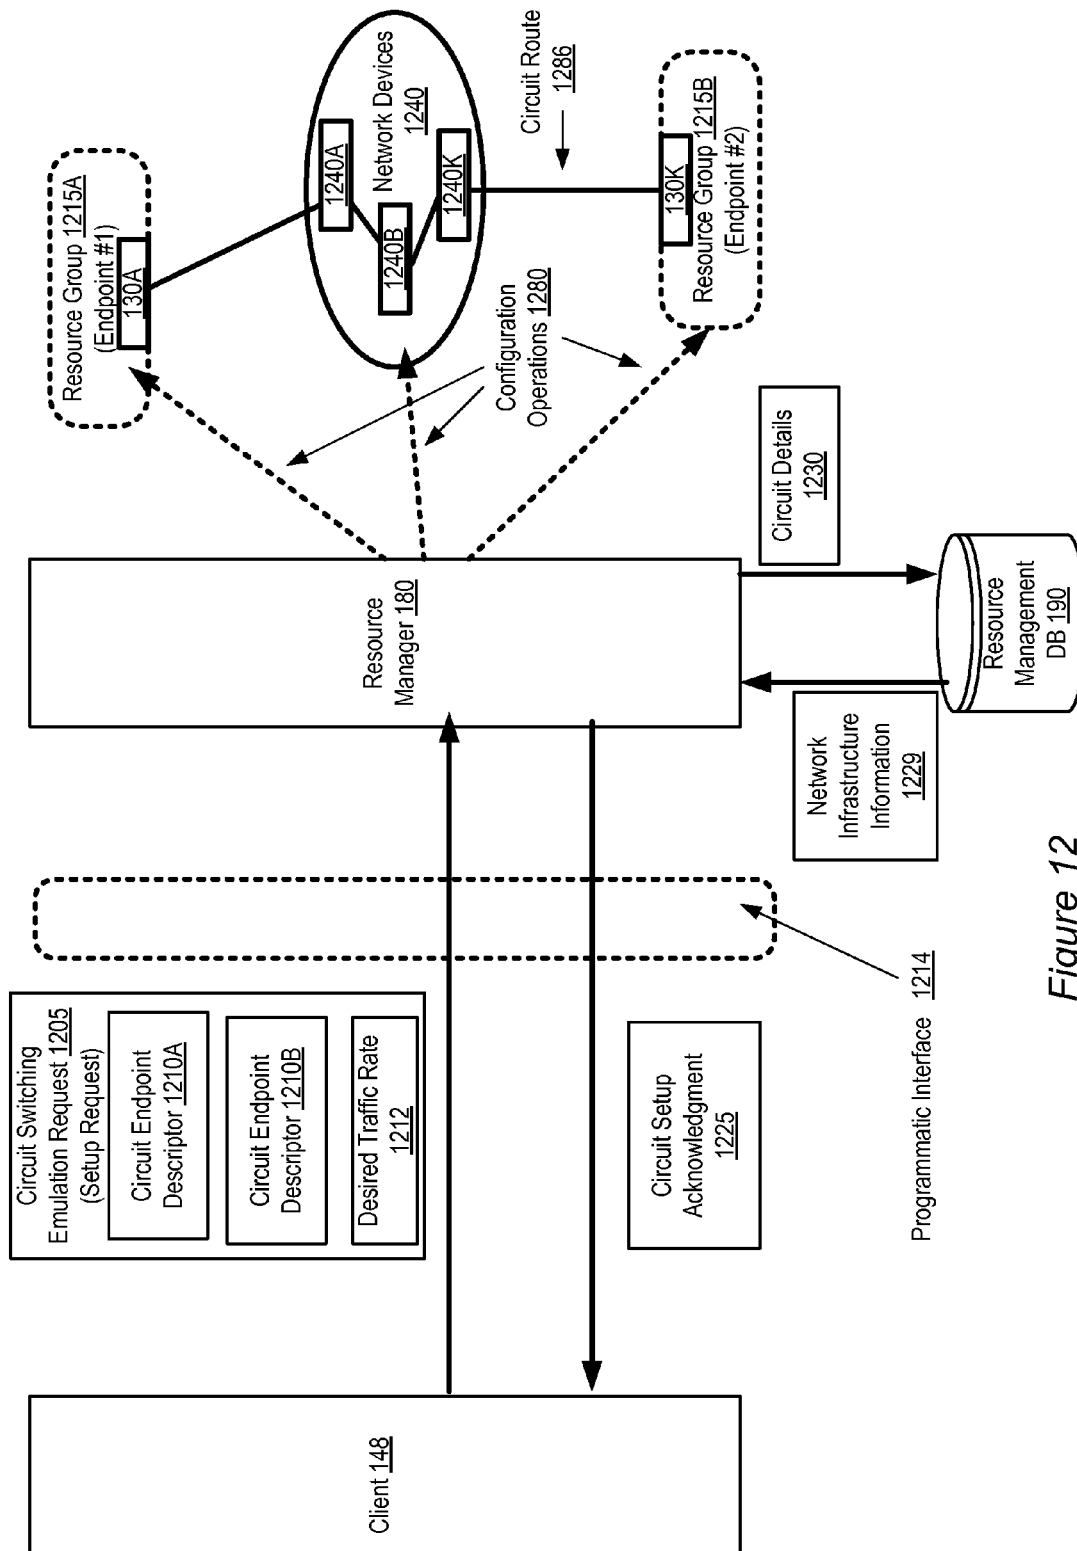 Client 148
Circuit Switching
Emulation Request 1205
(Setup Request)
Circuit Endpoint
Descriptor 1210A
Circuit Endpoint
Descriptor 1210B
Desired Traffic Rate
1212
Circuit Setup
Acknowledgment
1225
Programmatic Interface 1214
Resource
Manager 180
Network
Infrastructure
Information
1229
Circuit Details
1230
Resource
Management
DB 190
Configuration
Operations 1280
Resource Group 1215A
(Endpoint #1)
130A
1240A
1240B
1240K
Network Devices
1240
Circuit Route
1286
130K
Resource Group 1215B
(Endpoint #2)
Figure 12